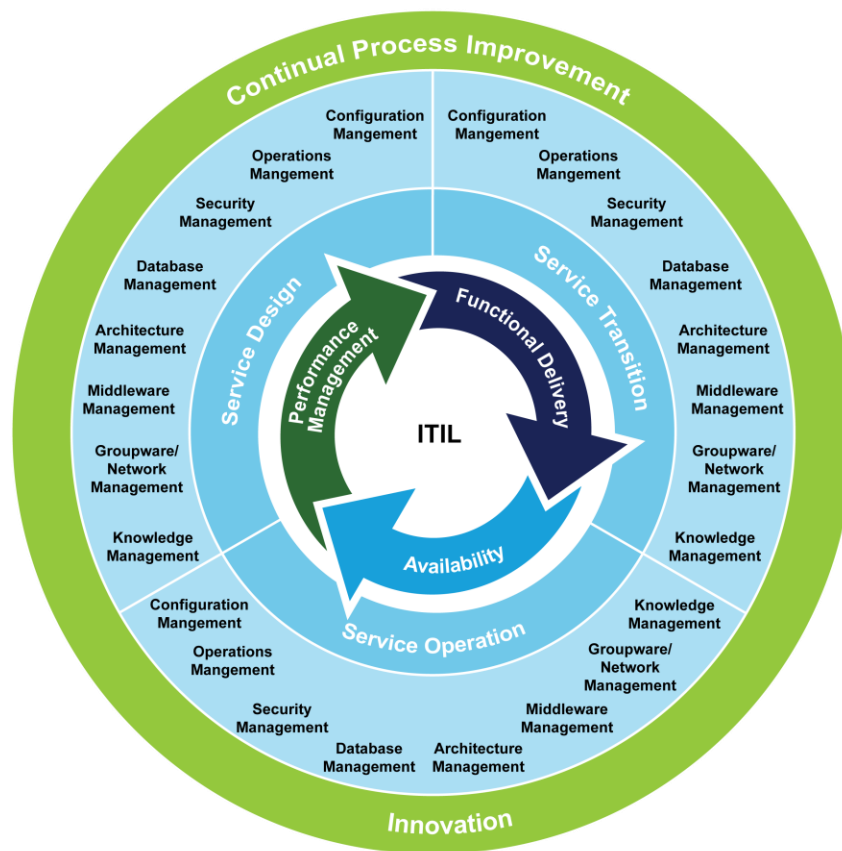 Continual Process Improvement
Configuration
Mangement
Configuration
Mangement
Operations
Mangement
Operations
Mangement
Security
Management
Security
Management
Database
Management
Database
Management
Architecture
Management
Architecture
Management
Middleware
Management
Middleware
Management
Groupware/
Network
Management
Groupware/
Network
Management
Knowledge
Management
Knowledge
Management
Service Design
Service Transition
Performance
Management
Functional Delivery
ITIL
Availability
Service Operation
Configuration
Mangement
Knowledge
Management
Operations
Mangement
Groupware/
Network
Management
Security
Management
Middleware
Management
Database
Management
Architecture
Management
Innovation